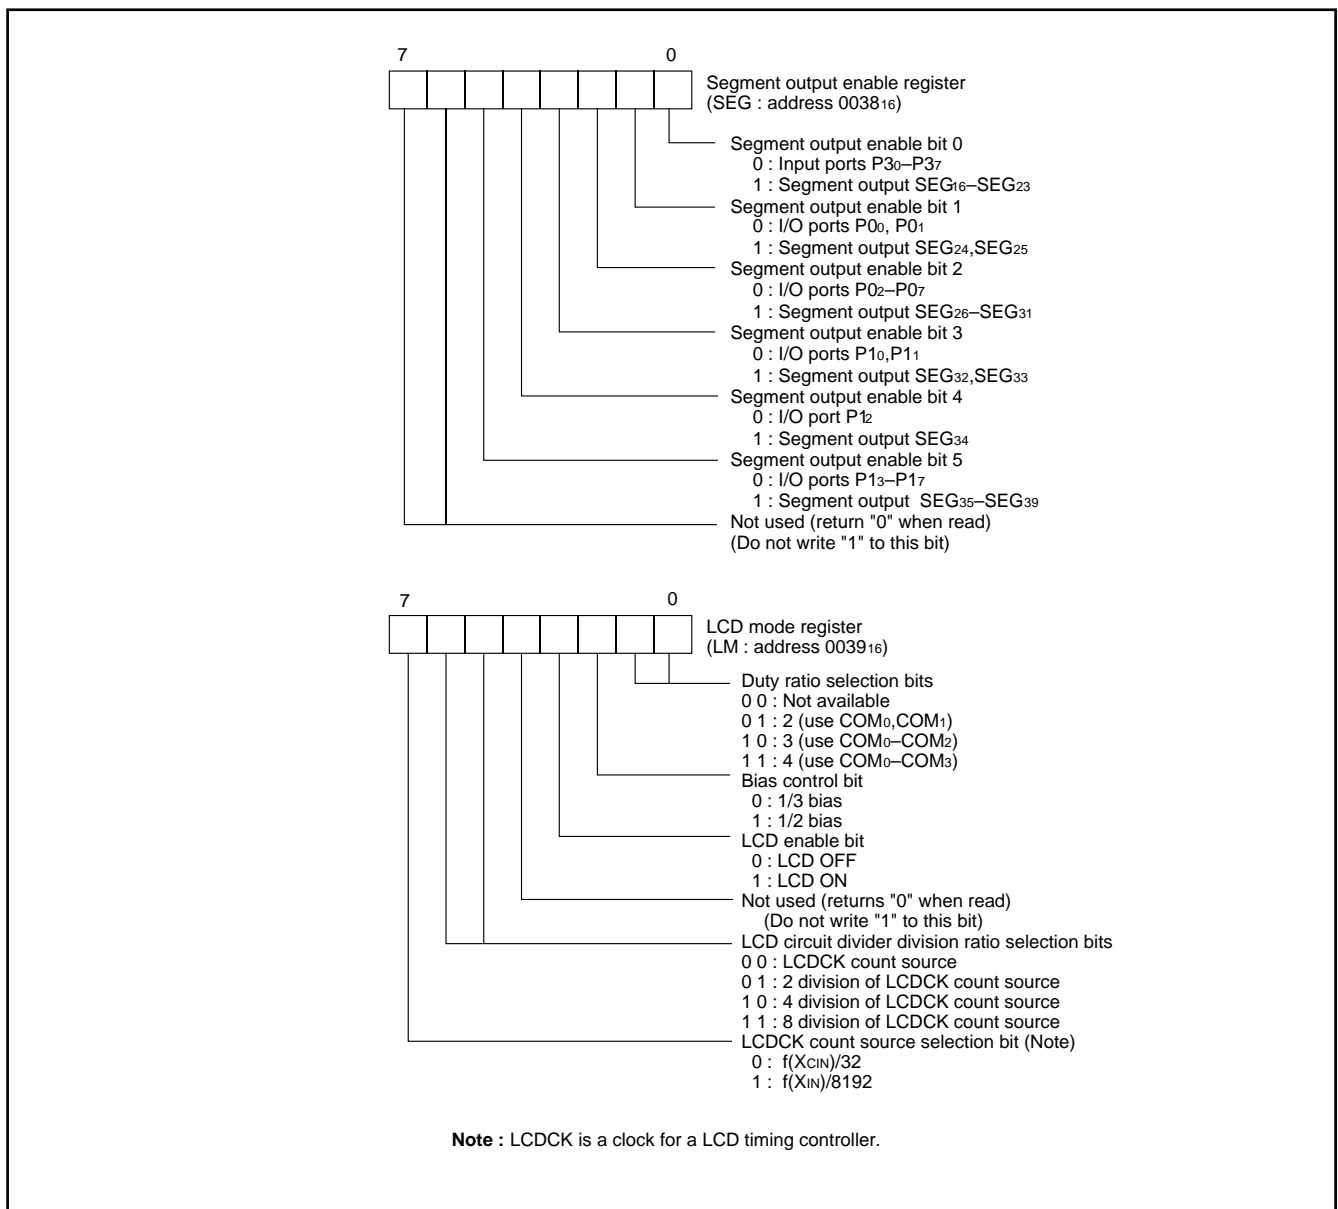 7 0
Segment output enable register
(SEG : address 003816)
Segment output enable bit 0
0 : Input ports P30–P37
1 : Segment output SEG16–SEG23
Segment output enable bit 1
0 : I/O ports P00, P01
1 : Segment output SEG24,SEG25
Segment output enable bit 2
0 : I/O ports P02–P07
1 : Segment output SEG26–SEG31
Segment output enable bit 3
0 : I/O ports P10,P11
1 : Segment output SEG32,SEG33
Segment output enable bit 4
0 : I/O port P12
1 : Segment output SEG34
Segment output enable bit 5
0 : I/O ports P13–P17
1 : Segment output SEG35–SEG39
Not used (return "0" when read)
(Do not write "1" to this bit)
7 0
LCD mode register
(LM : address 003916)
Duty ratio selection bits
0 0 : Not available
0 1 : 2 (use COM0,COM1)
1 0 : 3 (use COM0–COM2)
1 1 : 4 (use COM0–COM3)
Bias control bit
0 : 1/3 bias
1 : 1/2 bias
LCD enable bit
0 : LCD OFF
1 : LCD ON
Not used (returns "0" when read)
(Do not write "1" to this bit)
LCD circuit divider division ratio selection bits
0 0 : LCDCK count source
0 1 : 2 division of LCDCK count source
1 0 : 4 division of LCDCK count source
1 1 : 8 division of LCDCK count source
LCDCK count source selection bit (Note)
0 : f(XCIN)/32
1 : f(XIN)/8192
Note : LCDCK is a clock for a LCD timing controller.